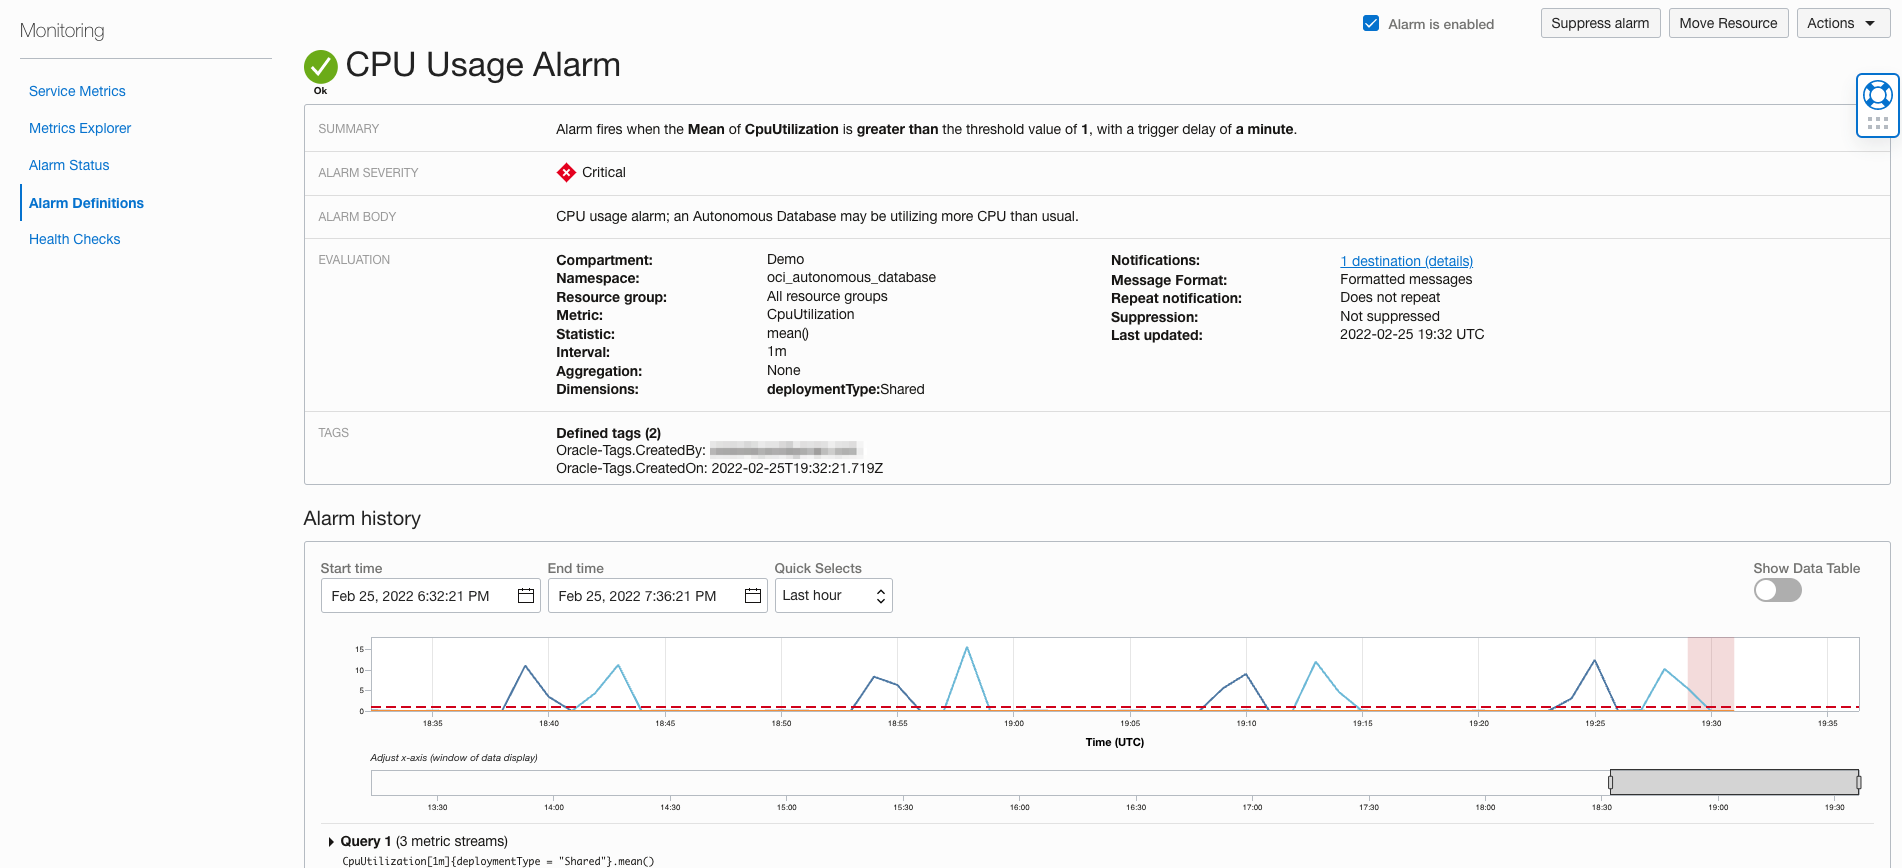 Monitoring
Alarm is enabled
Suppress alarm
Move Resource
Actions
Service Metrics
Metrics Explorer
Alarm Status
Alarm Definitions
Health Checks
CPU Usage Alarm
Ok
SUMMARY
Alarm fires when the Mean of CpuUtilization is greater than the threshold value of 1, with a trigger delay of a minute.
ALARM SEVERITY
Critical
ALARM BODY
CPU usage alarm; an Autonomous Database may be utilizing more CPU than usual.
EVALUATION
Compartment: Demo
Namespace: oci_autonomous_database
Resource group: All resource groups
Metric: CpuUtilization
Statistic: mean()
Interval: 1m
Aggregation: None
Dimensions: deploymentType:Shared
Notifications: 1 destination (details)
Message Format: Formatted messages
Repeat notification: Does not repeat
Suppression: Not suppressed
Last updated: 2022-02-25 19:32 UTC
TAGS
Defined tags (2)
Oracle-Tags.CreatedBy:
Oracle-Tags.CreatedOn: 2022-02-25T19:32:21.719Z
Alarm history
Start time
Feb 25, 2022 6:32:21 PM
End time
Feb 25, 2022 7:36:21 PM
Quick Selects
Last hour
Show Data Table
15
10
5
0
18:35 18:40 18:45 18:50 18:55 19:00 19:05 19:10 19:15 19:20 19:25 19:30 19:35
Time (UTC)
Adjust x-axis (window of data display)
13:30 14:00 14:30 15:00 15:30 16:00 16:30 17:00 17:30 18:00 18:30 19:00 19:30
Query 1 (3 metric streams)
CpuUtilization[1m]{deploymentType = "Shared"}.mean()